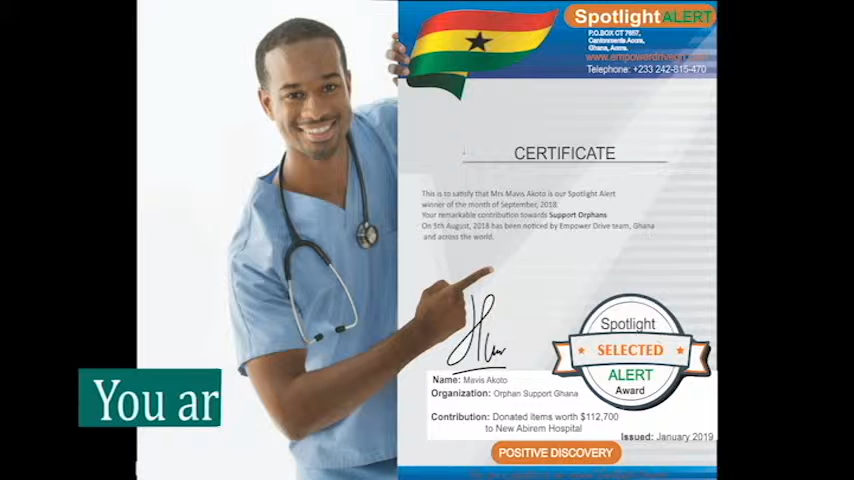 SpotlightALERT
P.O.BOX CT 7657,
Cantonments Accra,
Ghana, Accra.
Telephone: +233 242-815-470
CERTIFICATE
This is to satisfy that Mrs Mavis Akoto is our Spotlight Alert
winner of the month of September, 2018.
Your remarkable contribution towards Support Orphans
On 5th August, 2018 has been noticed by Empower Drive team, Ghana
and across the world.
Spotlight
SELECTED
ALERT
Award
Name: Mavis Akoto
Organization: Orphan Support Ghana
Contribution: Donated items worth $112,700
to New Abirem Hospital
Issued: January 2019
POSITIVE DISCOVERY
You ar